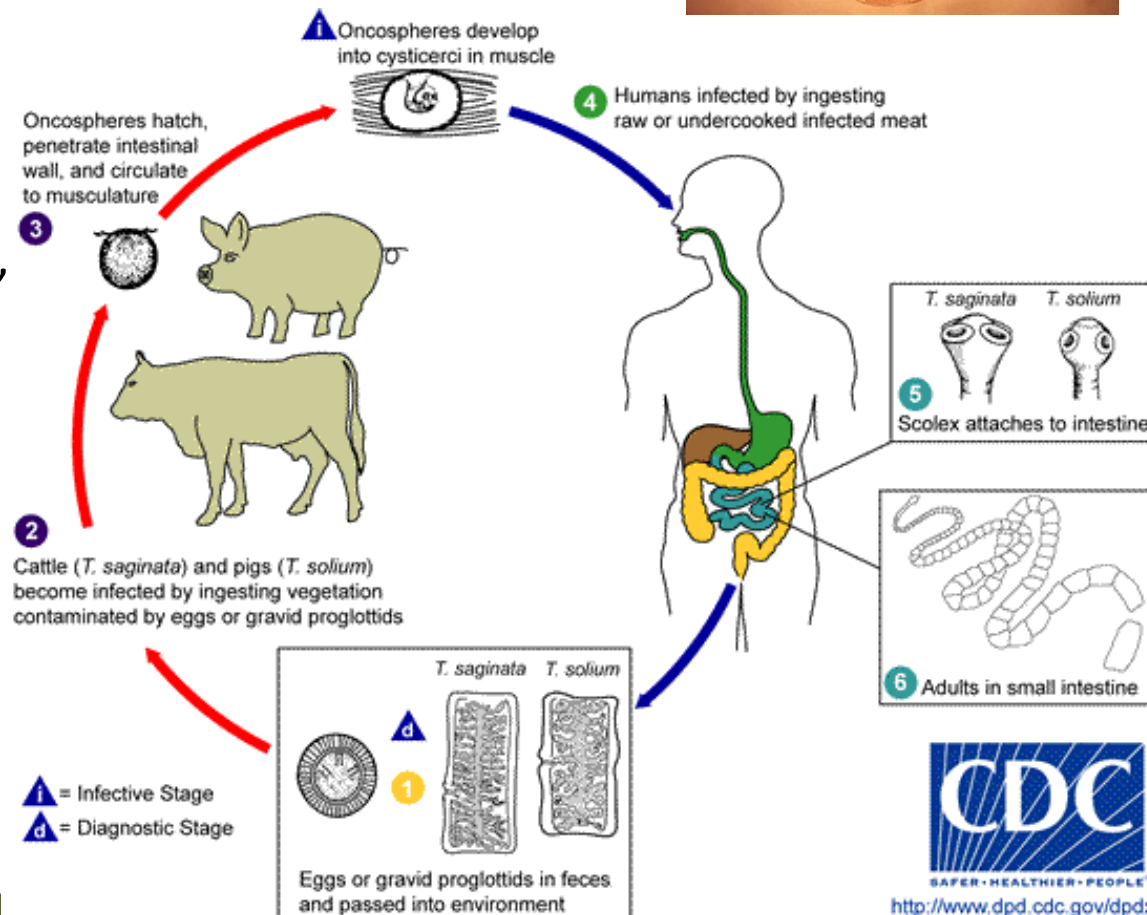 i Oncospheres develop
into cysticerci in muscle
4 Humans infected by ingesting
raw or undercooked infected meat
Oncospheres hatch,
penetrate intestinal
wall, and circulate
to musculature
3
T. saginata T. solium
5
Scolex attaches to intestine
6 Adults in small intestine
2
Cattle (T. saginata) and pigs (T. solium)
become infected by ingesting vegetation
contaminated by eggs or gravid proglottids
T. saginata T. solium
d
1
Eggs or gravid proglottids in feces
and passed into environment
i = Infective Stage
d = Diagnostic Stage
CDC
SAFER•HEALTHIER•PEOPLE
http://www.dpd.cdc.gov/dpdx